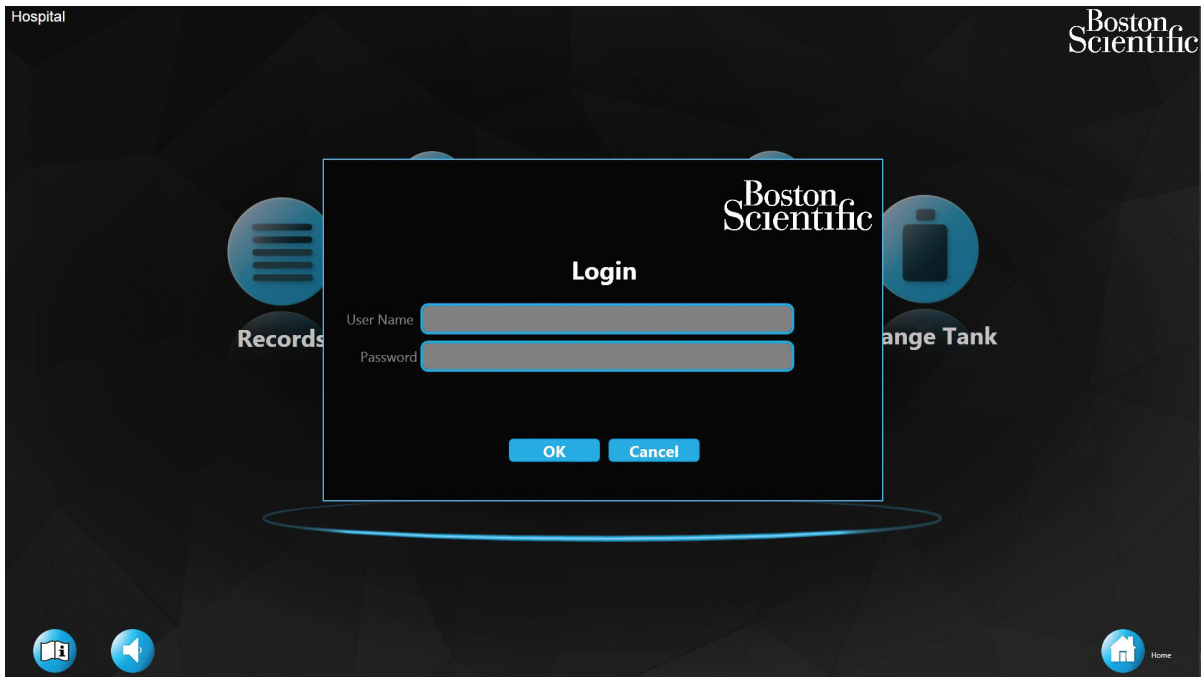 Hospital
Boston
Scientific
Boston
Scientific
Login
User Name
Password
Records
ange Tank
OK
Cancel
Home